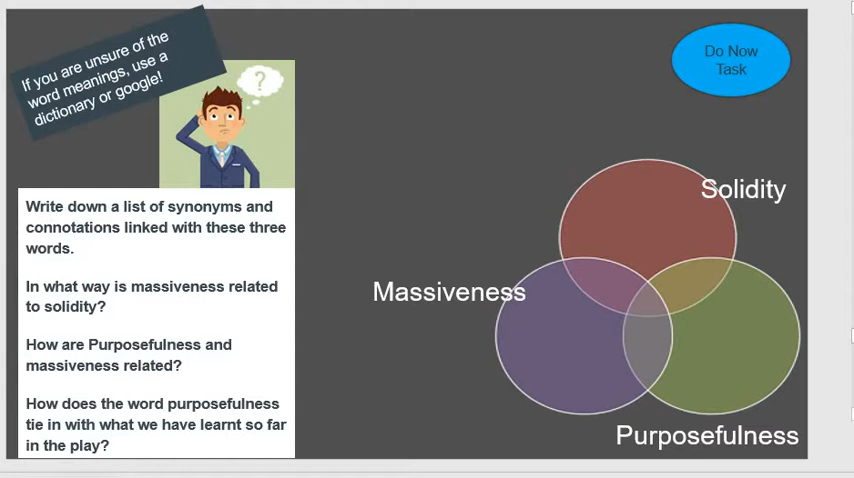 If you are unsure of the
word meanings, use a
dictionary or google!
?
Do Now
Task
Write down a list of synonyms and
connotations linked with these three
words.
In what way is massiveness related
to solidity?
How are Purposefulness and
massiveness related?
How does the word purposefulness
tie in with what we have learnt so far
in the play?
Solidity
Massiveness
Purposefulness